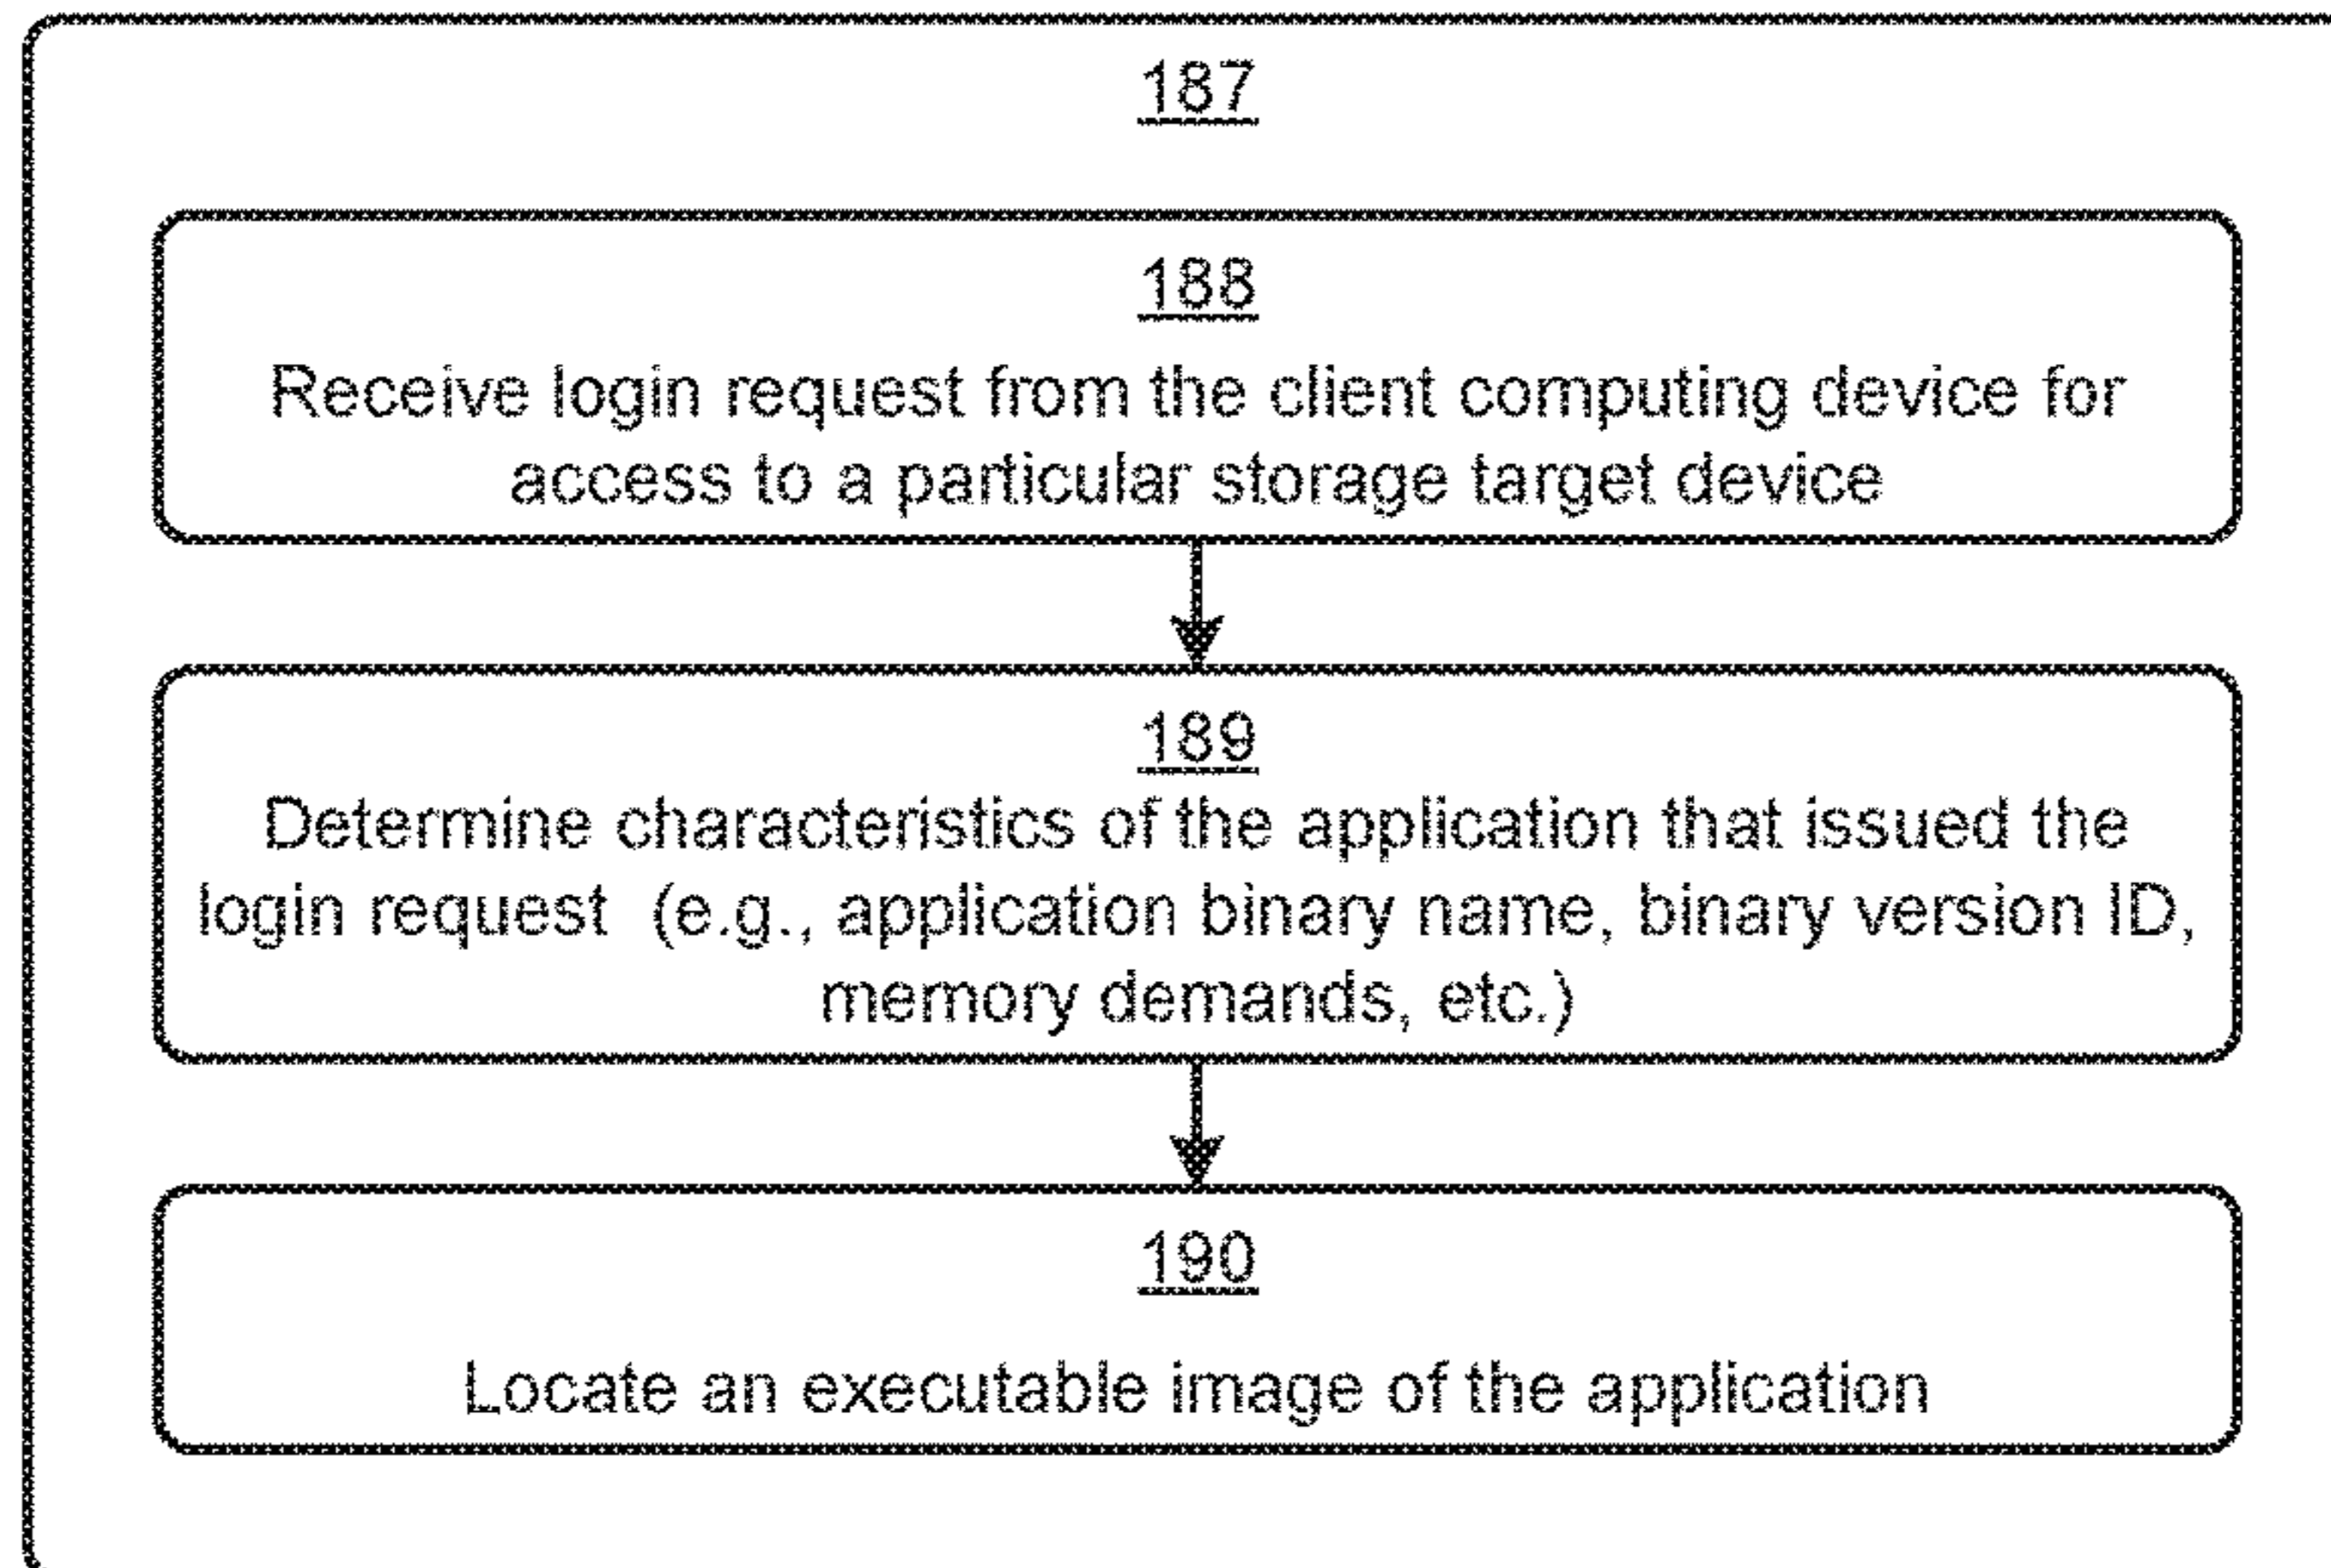 187
188
Receive login request from the client computing device for
access to a particular storage target device
189
Determine characteristics of the application that issued the
login request (e.g., application binary name, binary version ID,
memory demands, etc.)
190
Locate an executable image of the application